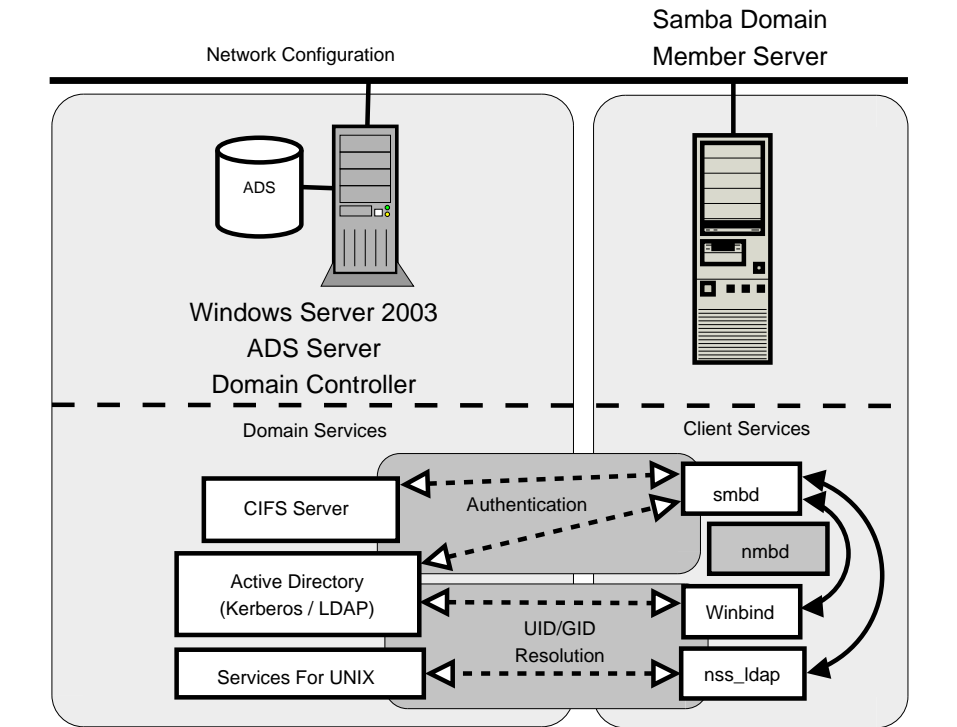 Samba Domain
Member Server
Network Configuration
ADS
Windows Server 2003
ADS Server
Domain Controller
Domain Services
Client Services
CIFS Server
Authentication
smbd
nmbd
Active Directory
(Kerberos / LDAP)
UID/GID
Resolution
Winbind
Services For UNIX
nss_ldap